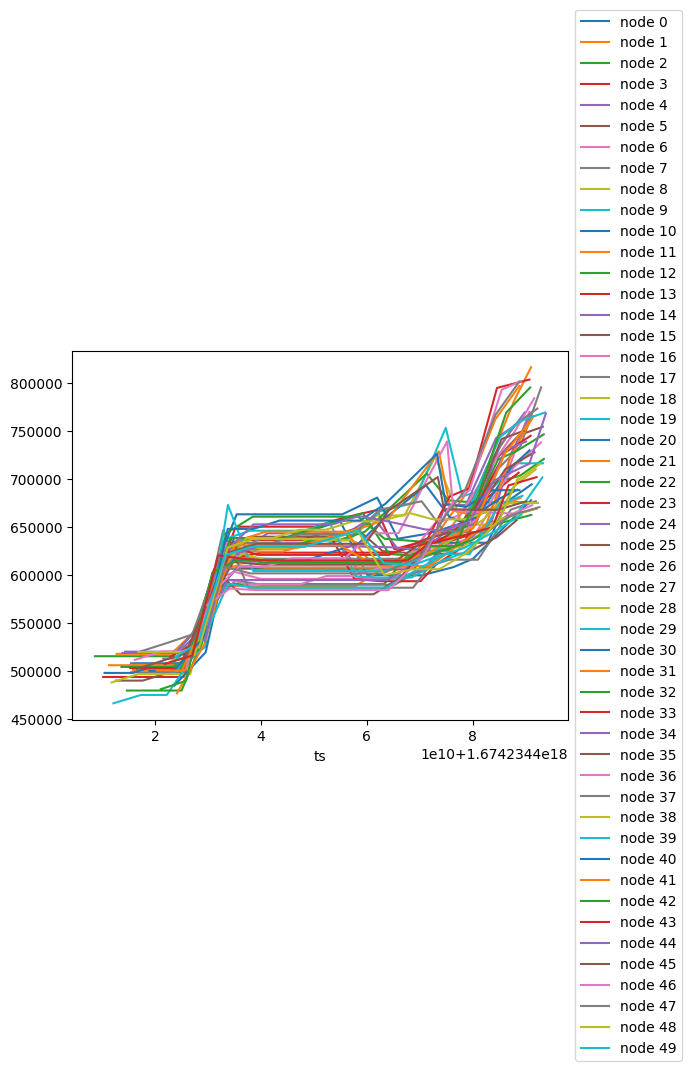 800000
750000
700000
650000
600000
550000
500000
450000
2 4 6 8
1e10+1.6742344e18
ts
node 0
node 1
node 2
node 3
node 4
node 5
node 6
node 7
node 8
node 9
node 10
node 11
node 12
node 13
node 14
node 15
node 16
node 17
node 18
node 19
node 20
node 21
node 22
node 23
node 24
node 25
node 26
node 27
node 28
node 29
node 30
node 31
node 32
node 33
node 34
node 35
node 36
node 37
node 38
node 39
node 40
node 41
node 42
node 43
node 44
node 45
node 46
node 47
node 48
node 49